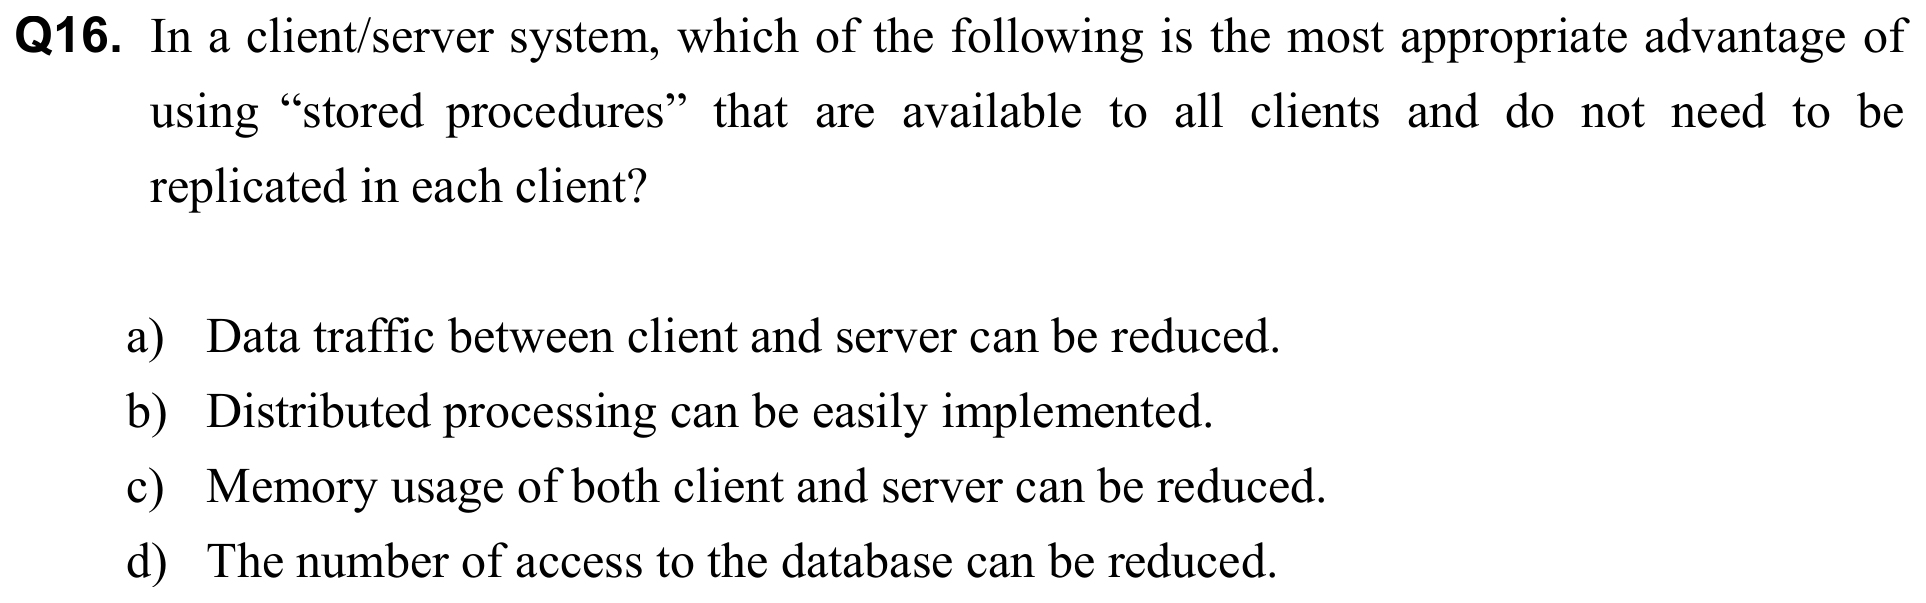 Q16. In a client/server system, which of the following is the most appropriate advantage of
using “stored procedures” that are available to all clients and do not need to be
replicated in each client?
a) Data traffic between client and server can be reduced.
b) Distributed processing can be easily implemented.
c) Memory usage of both client and server can be reduced.
d) The number of access to the database can be reduced.